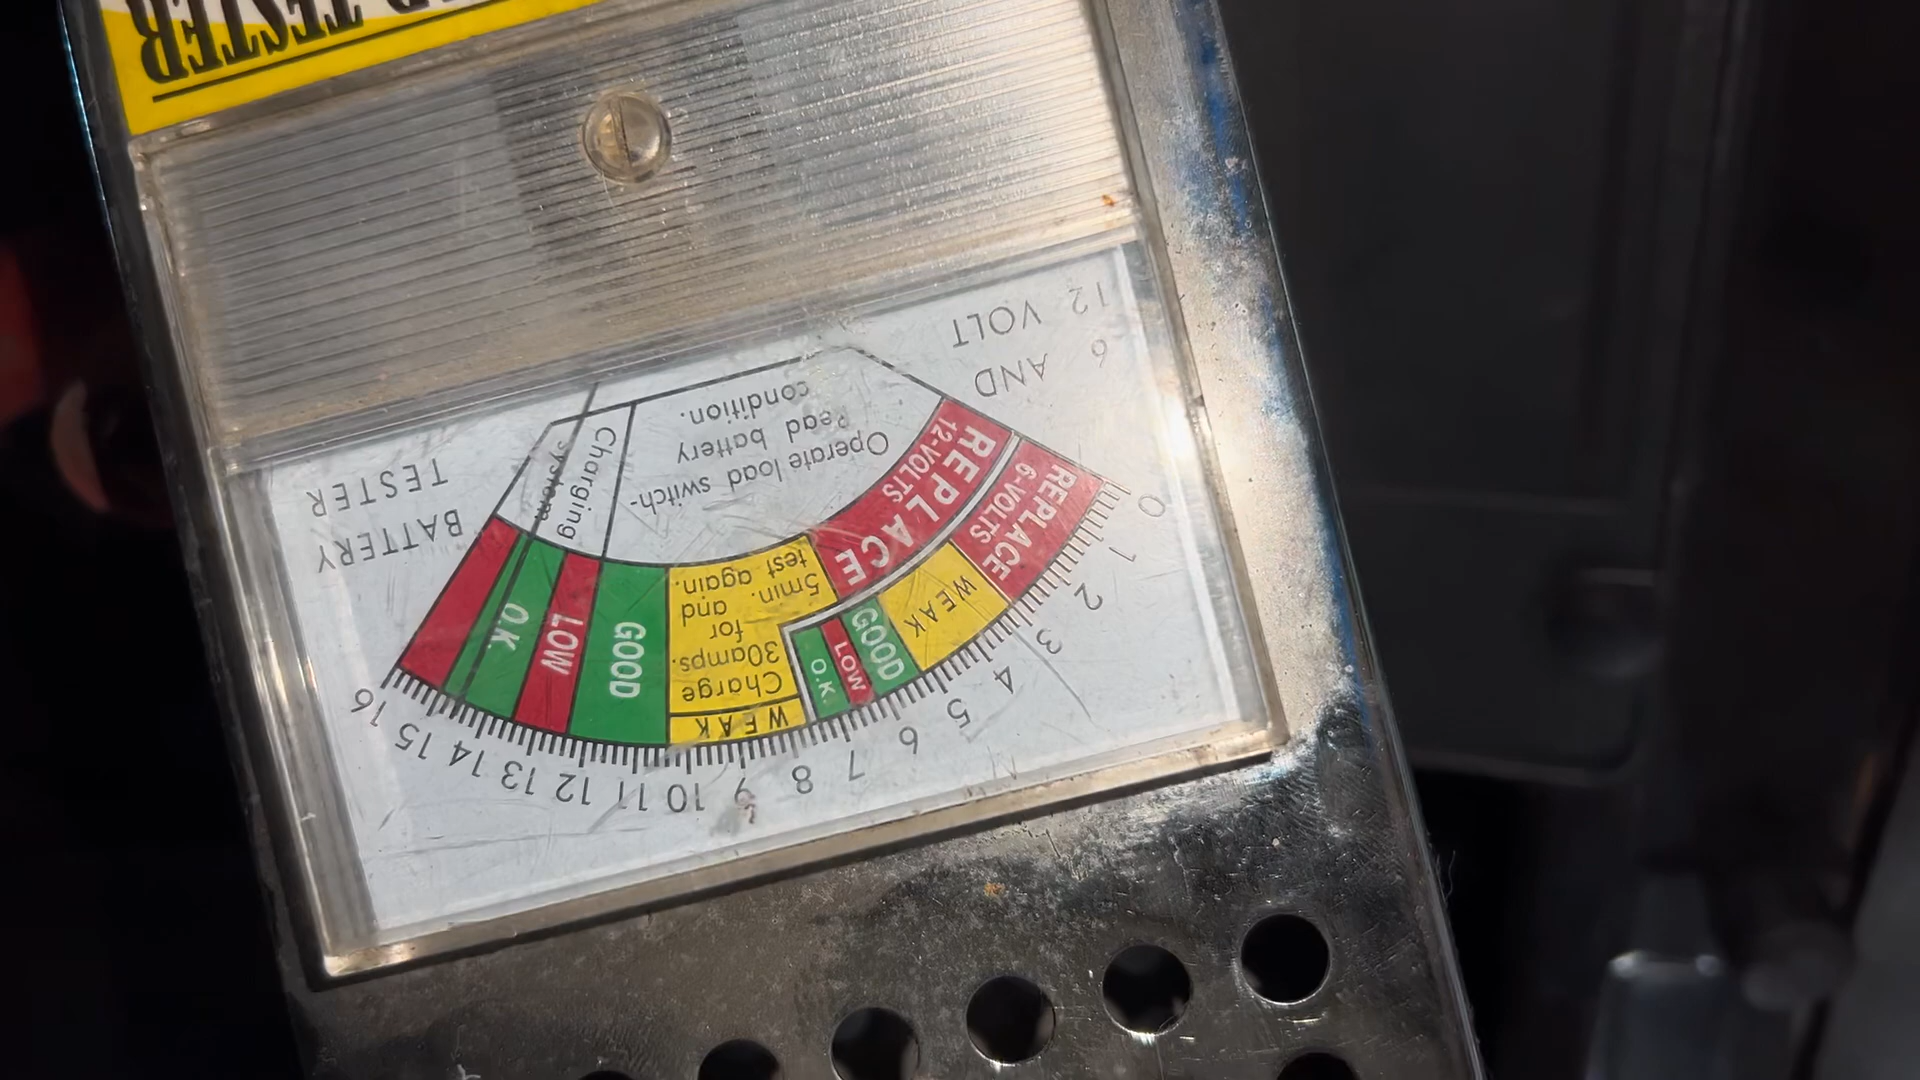 TESTER
6 AND 12 VOLT
BATTERY TESTER
Operate load switch-
Read battery
condition.
Charging
system
REPLACE
12-VOLTS
REPLACE
6-VOLTS
WEAK
GOOD
LOW
O.K.
WEAK
Charge
30amps.
for
5min. and
test again.
GOOD
LOW
O.K.
0 1 2 3 4 5 6 7 8 9 10 11 12 13 14 15 16